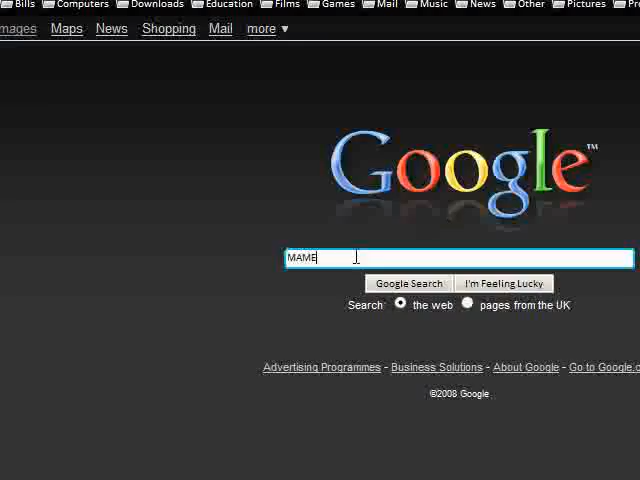 Bills Computers Downloads Education Films Games Mail Music News Other Pictures
mages Maps News Shopping Mail more ▼
Google™
MAME
Google Search I'm Feeling Lucky
Search: the web pages from the UK
Advertising Programmes - Business Solutions - About Google - Go to Google.c
©2008 Google